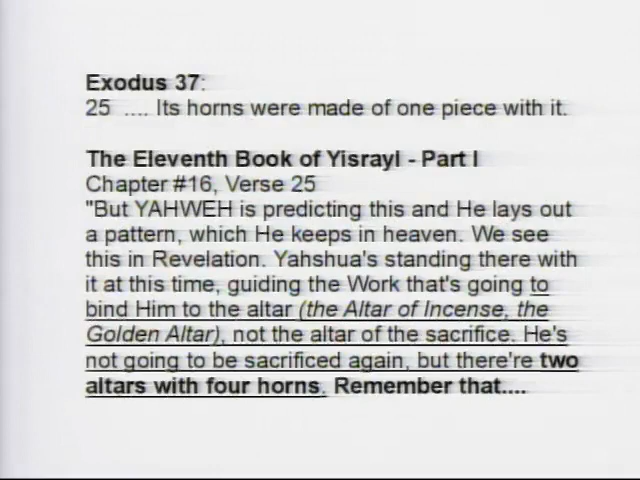 Exodus 37:
25 .... Its horns were made of one piece with it.
The Eleventh Book of Yisrayl - Part I
Chapter #16, Verse 25
"But YAHWEH is predicting this and He lays out
a pattern, which He keeps in heaven. We see
this in Revelation. Yahshua's standing there with
it at this time, guiding the Work that's going to
bind Him to the altar (the Altar of Incense, the
Golden Altar), not the altar of the sacrifice. He's
not going to be sacrificed again, but there're two
altars with four horns. Remember that....